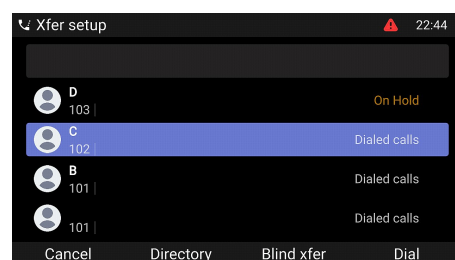 Xfer setup 22:44
D
103 On Hold
C
102 Dialed calls
B
101 Dialed calls
101 Dialed calls
Cancel Directory Blind xfer Dial